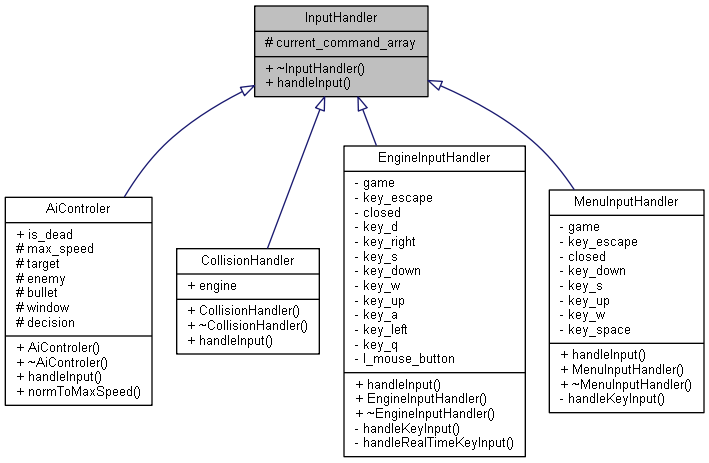 InputHandler
# current_command_array
+ ~InputHandler()
+ handleInput()
AiControler
+ is_dead
# max_speed
# target
# enemy
# bullet
# window
# decision
+ AiControler()
+ ~AiControler()
+ handleInput()
+ normToMaxSpeed()
CollisionHandler
+ engine
+ CollisionHandler()
+ ~CollisionHandler()
+ handleInput()
EngineInputHandler
- game
- key_escape
- closed
- key_d
- key_right
- key_s
- key_down
- key_w
- key_up
- key_a
- key_left
- key_q
- l_mouse_button
+ handleInput()
+ EngineInputHandler()
+ ~EngineInputHandler()
- handleKeyInput()
- handleRealTimeKeyInput()
MenuInputHandler
- game
- key_escape
- closed
- key_down
- key_s
- key_up
- key_w
- key_space
+ handleInput()
+ MenuInputHandler()
+ ~MenuInputHandler()
- handleKeyInput()